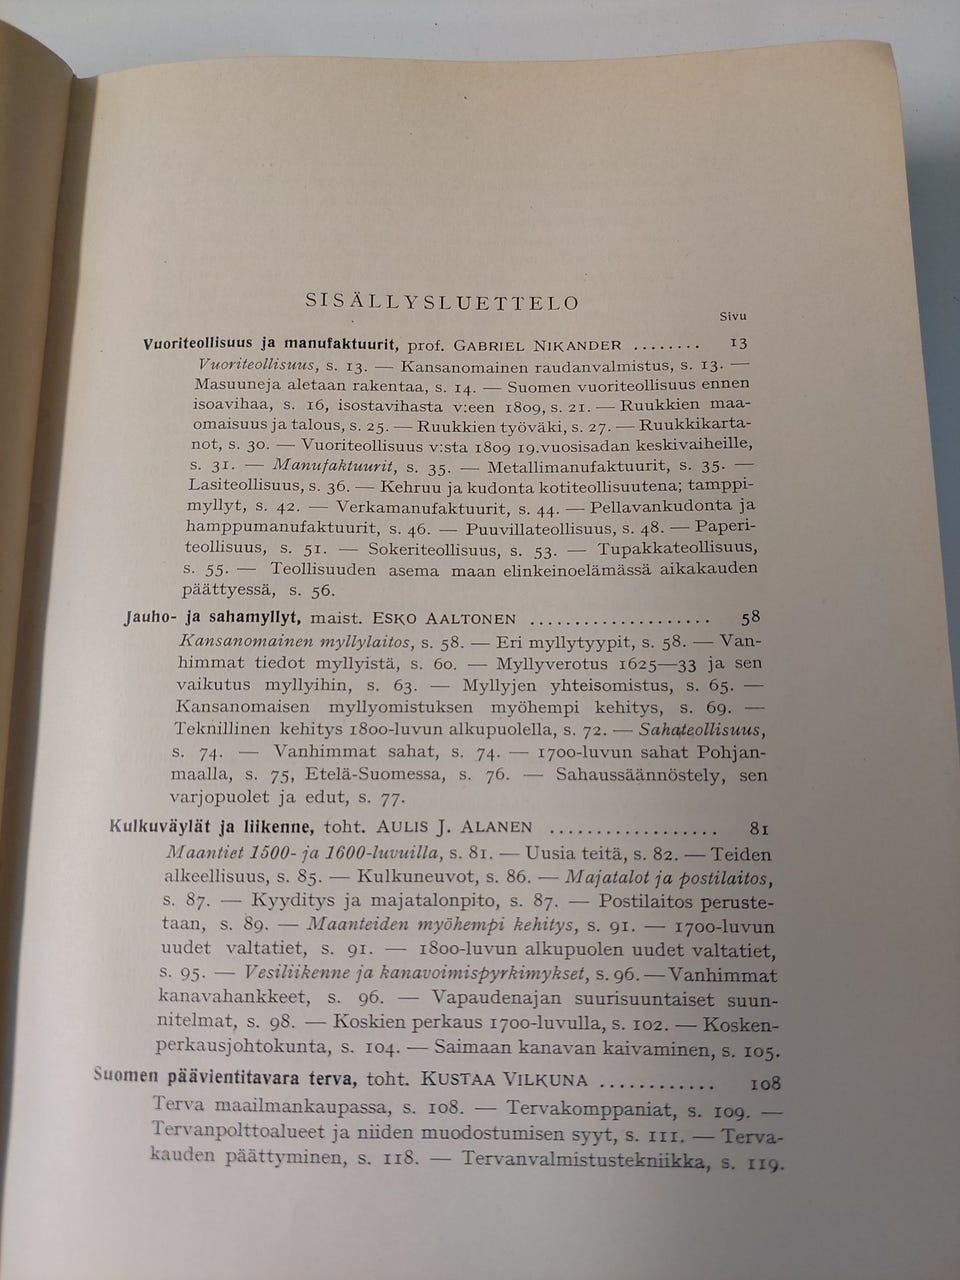 SISÄLLYSLUETTELO
Sivu
Vuoriteollisuus ja manufaktuurit, prof. GABRIEL NIKANDER ........ 13
Vuoriteollisuus, s. 13. — Kansanomainen raudanvalmistus, s. 13. —
Masuuneja aletaan rakentaa, s. 14. — Suomen vuoriteollisuus ennen
isoavihaa, s. 16, isostavihasta v:een 1809, s. 21. — Ruukkien maa-
omaisuus ja talous, s. 25. — Ruukkien työväki, s. 27. — Ruukkikarta-
not, s. 30. — Vuoriteollisuus v:sta 1809 19.vuosisadan keskivaiheille,
s. 31. — Manufaktuurit, s. 35. — Metallimanufaktuurit, s. 35. —
Lasiteollisuus, s. 36. — Kehruu ja kudonta kotiteollisuutena; tamppi-
myllyt, s. 42. — Verkamanufaktuurit, s. 44. — Pellavankudonta ja
hamppumanufaktuurit, s. 46. — Puuvillateollisuus, s. 48. — Paperi-
teollisuus, s. 51. — Sokeriteollisuus, s. 53. — Tupakkateollisuus,
s. 55. — Teollisuuden asema maan elinkeinoelämässä aikakauden
päättyessä, s. 56.
Jauho- ja sahamyllyt, maist. ESKO AALTONEN .................... 58
Kansanomainen myllylaitos, s. 58. — Eri myllytyypit, s. 58. — Van-
himmat tiedot myllyistä, s. 60. — Myllyverotus 1625—33 ja sen
vaikutus myllyihin, s. 63. — Myllyjen yhteisomistus, s. 65. —
Kansanomaisen myllyomistuksen myöhempi kehitys, s. 69. —
Teknillinen kehitys 1800-luvun alkupuolella, s. 72. — Sahateollisuus,
s. 74. — Vanhimmat sahat, s. 74. — 1700-luvun sahat Pohjan-
maalla, s. 75, Etelä-Suomessa, s. 76. — Sahaussäännöstely, sen
varjopuolet ja edut, s. 77.
Kulkuväylät ja liikenne, toht. AULIS J. ALANEN .................. 81
Maantiet 1500- ja 1600-luvuilla, s. 81. — Uusia teitä, s. 82. — Teiden
alkeellisuus, s. 85. — Kulkuneuvot, s. 86. — Majatalot ja postilaitos,
s. 87. — Kyyditys ja majatalonpito, s. 87. — Postilaitos peruste-
taan, s. 89. — Maanteiden myöhempi kehitys, s. 91. — 1700-luvun
uudet valtatiet, s. 91. — 1800-luvun alkupuolen uudet valtatiet,
s. 95. — Vesiliikenne ja kanavoimispyrkimykset, s. 96. — Vanhimmat
kanavahankkeet, s. 96. — Vapaudenajan suurisuuntaiset suun-
nitelmat, s. 98. — Koskien perkaus 1700-luvulla, s. 102. — Kosken-
perkausjohtokunta, s. 104. — Saimaan kanavan kaivaminen, s. 105.
Suomen päävientitavara terva, toht. KUSTAA VILKUNA ............ 108
Terva maailmankaupassa, s. 108. — Tervakomppaniat, s. 109. —
Tervanpolttoalueet ja niiden muodostumisen syyt, s. 111. — Terva-
kauden päättyminen, s. 118. — Tervanvalmistustekniikka, s. 119.